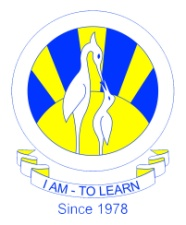 I AM - TO LEARN
Since 1978